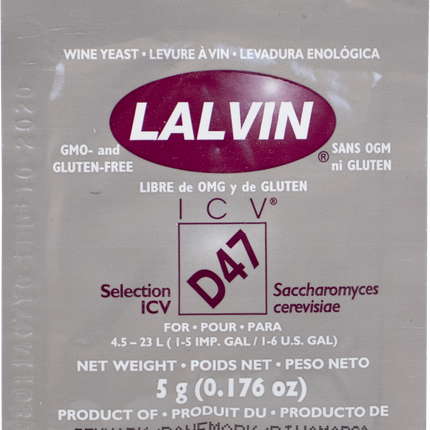 WINE YEAST • LEVURE À VIN • LEVADURA ENOLÓGICA
LALVIN®
GMO- and
GLUTEN-FREE
SANS OGM
ni GLUTEN
LIBRE de OMG y de GLUTEN
ICV®
D47
Selection
ICV
Saccharomyces
cerevisiae
FOR • POUR • PARA
4.5 – 23 L ( 1-5 IMP. GAL / 1-6 U.S. GAL)
NET WEIGHT • POIDS NET • PESO NETO
5 g (0.176 oz)
PRODUCT OF • PRODUIT DU • PRODUCTO DE